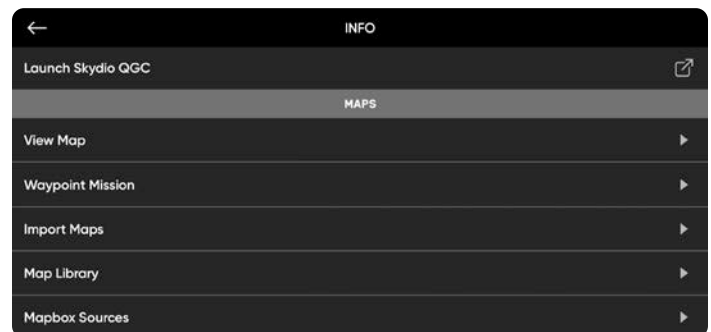 INFO
Launch Skydio QGC
MAPS
View Map
Waypoint Mission
Import Maps
Map Library
Mapbox Sources